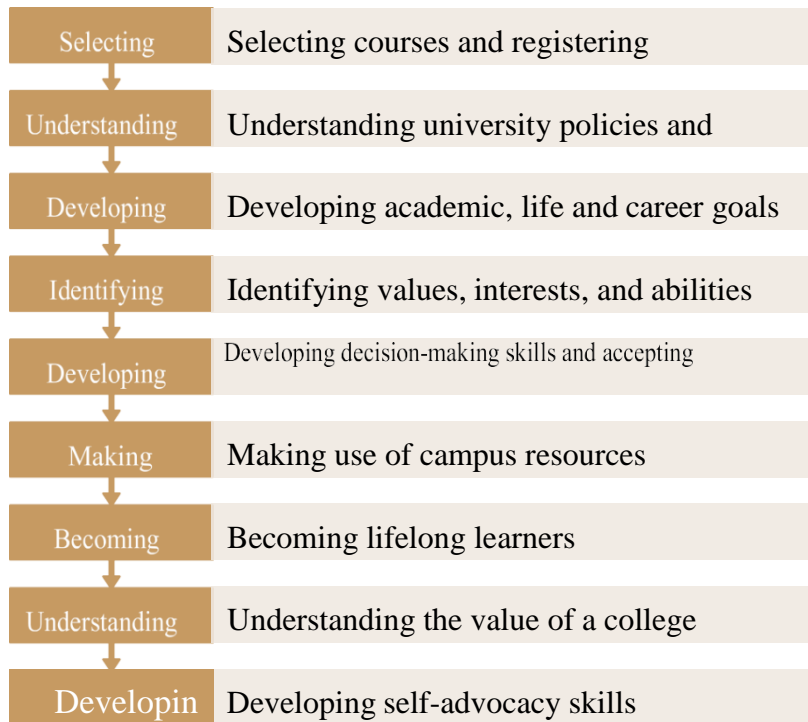 Selecting
Selecting courses and registering
Understanding
Understanding university policies and
Developing
Developing academic, life and career goals
Identifying
Identifying values, interests, and abilities
Developing
Developing decision-making skills and accepting
Making
Making use of campus resources
Becoming
Becoming lifelong learners
Understanding
Understanding the value of a college
Developin
Developing self-advocacy skills